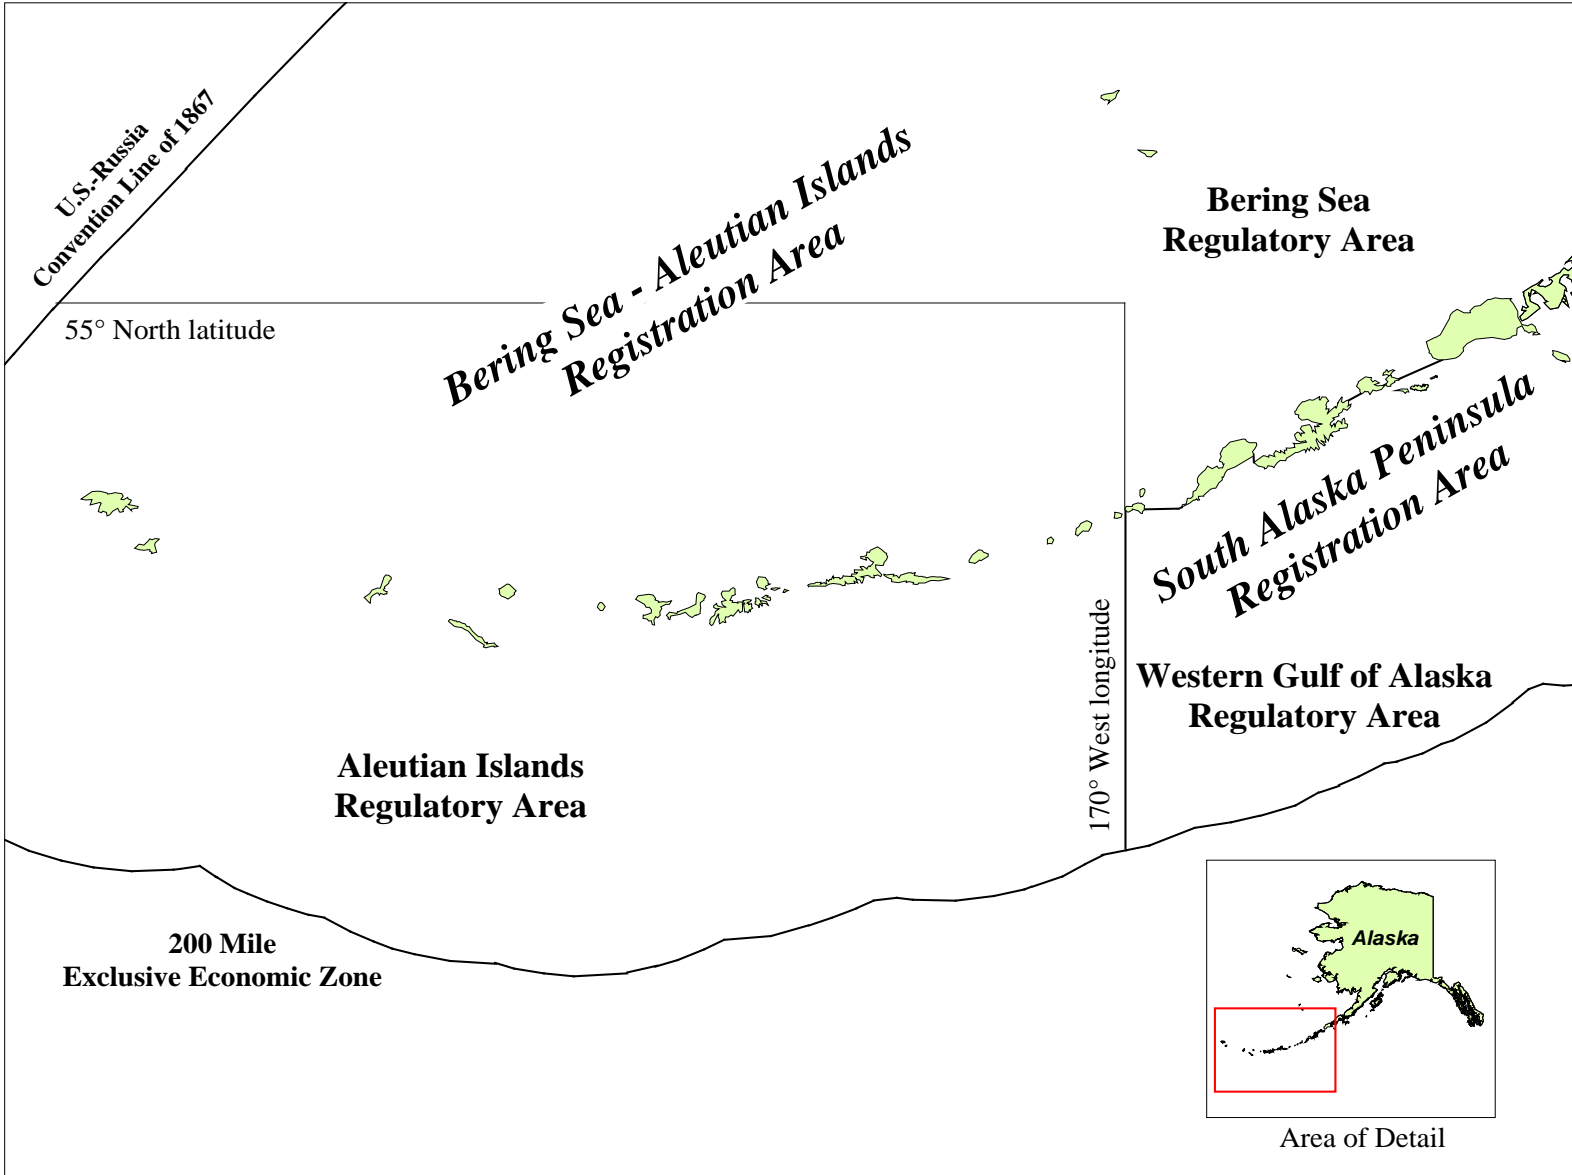 U.S.-Russia
Convention Line of 1867
Bering Sea - Aleutian Islands
Registration Area
Bering Sea
Regulatory Area
55° North latitude
South Alaska Peninsula
Registration Area
170° West longitude
Western Gulf of Alaska
Regulatory Area
Aleutian Islands
Regulatory Area
200 Mile
Exclusive Economic Zone
Alaska
Area of Detail